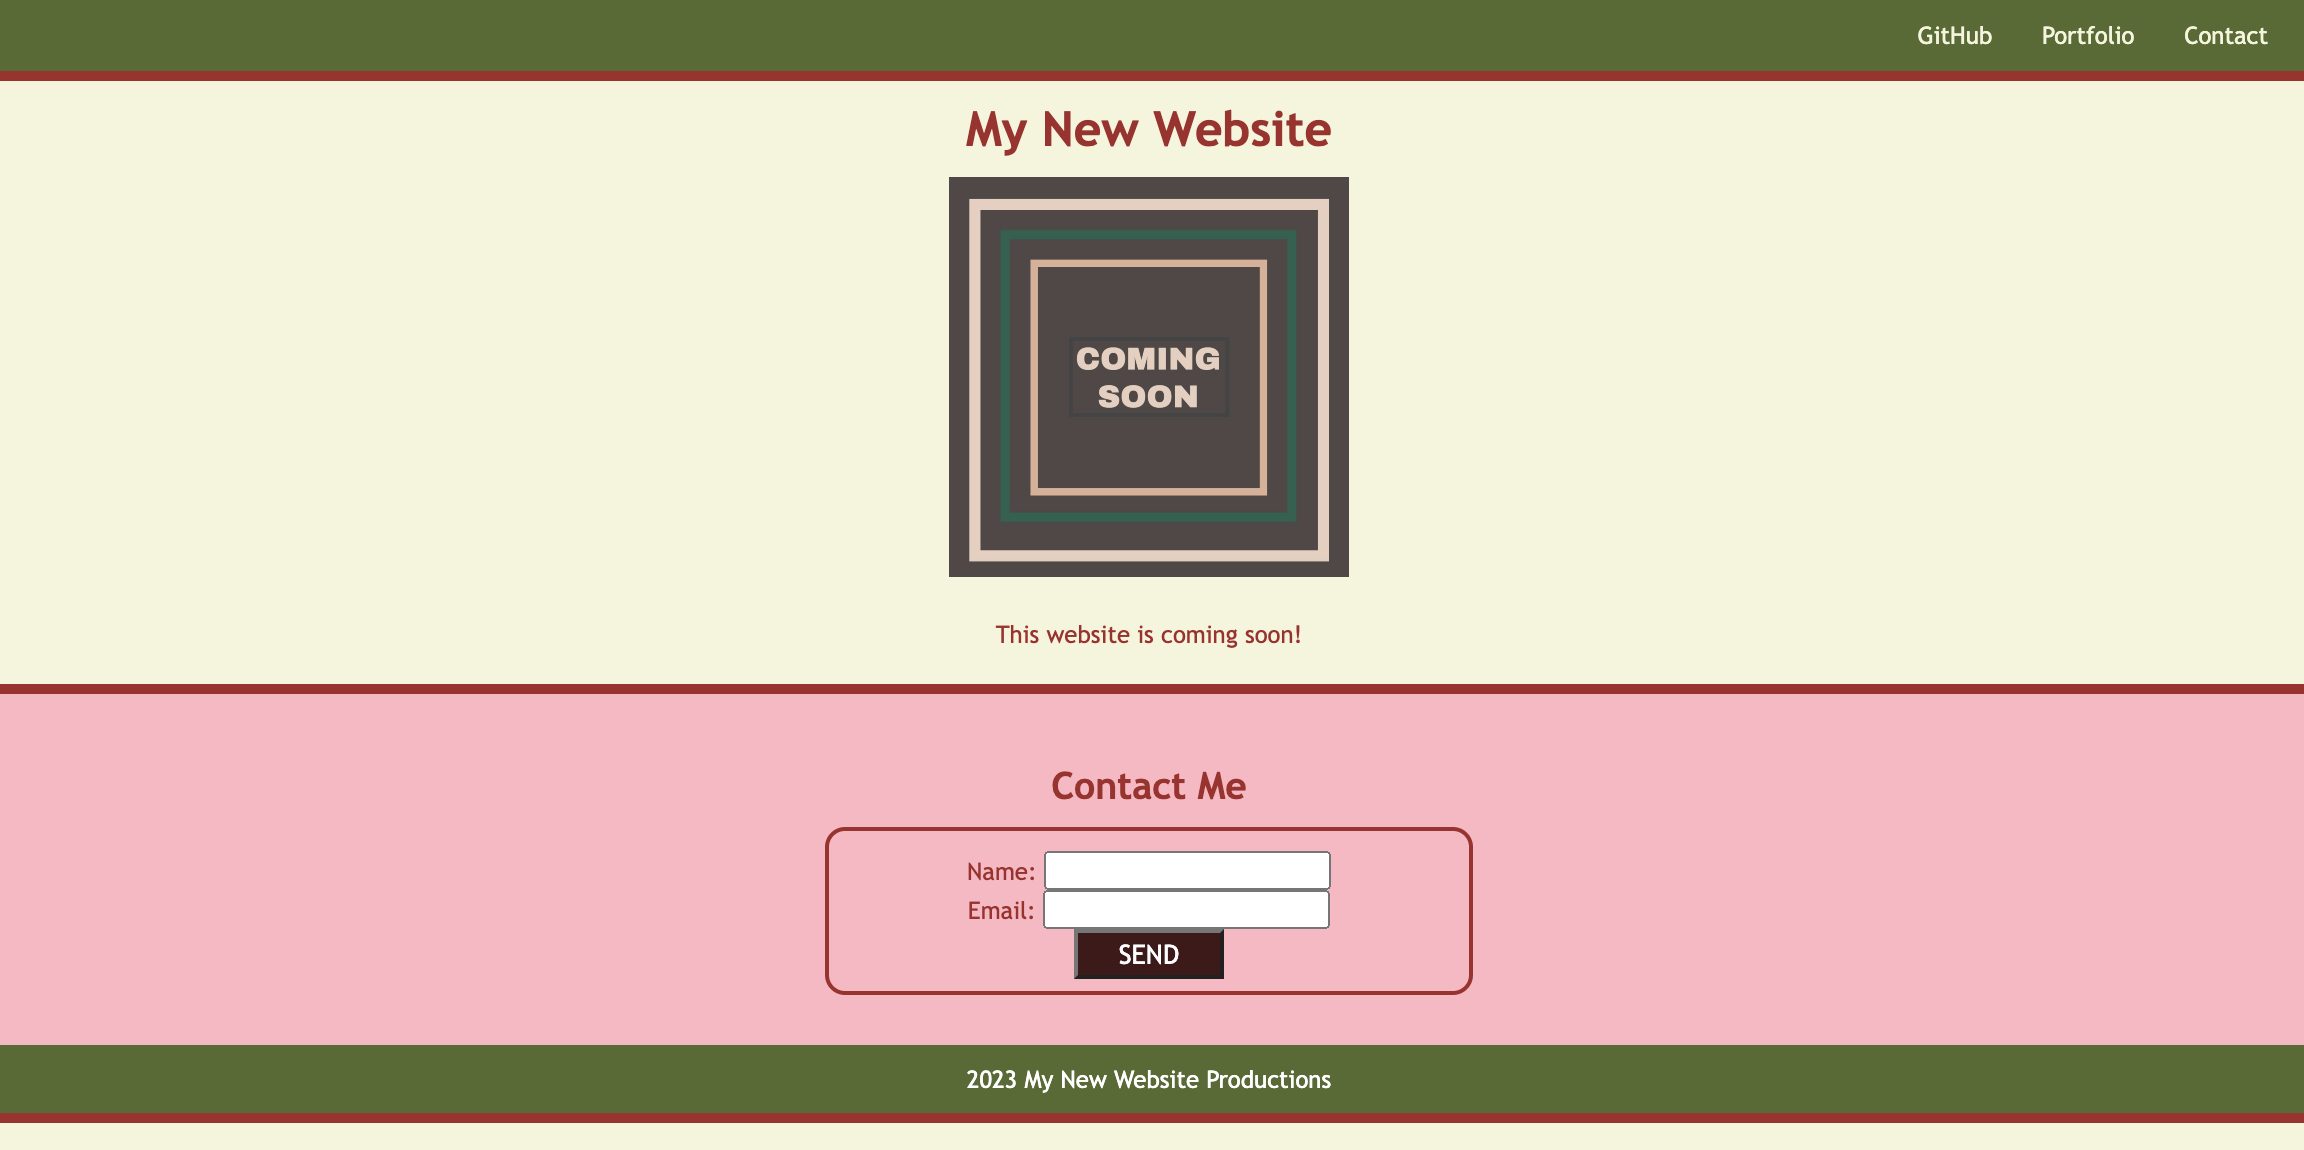 GitHub Portfolio Contact
My New Website
COMING
SOON
This website is coming soon!
Contact Me
Name:
Email:
SEND
2023 My New Website Productions